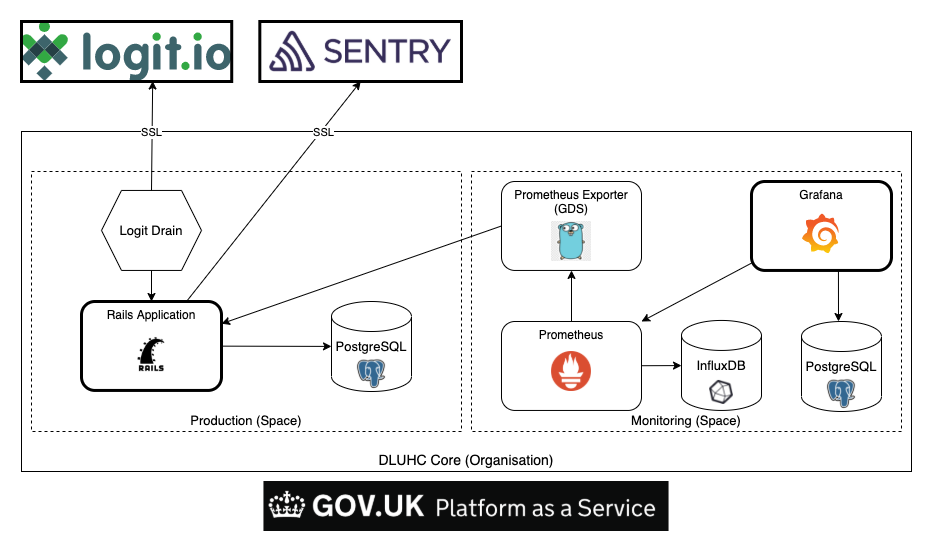 logit.io
SENTRY
SSL
SSL
Prometheus Exporter
(GDS)
Grafana
Logit Drain
Rails Application
RAILS
PostgreSQL
Prometheus
InfluxDB
PostgreSQL
Production (Space)
Monitoring (Space)
DLUHC Core (Organisation)
GOV.UK Platform as a Service